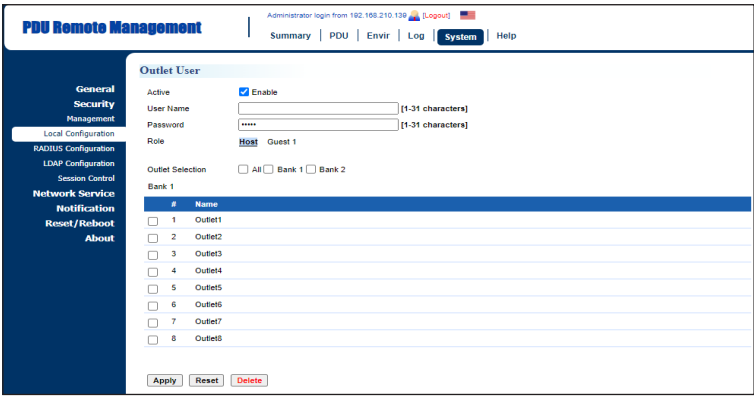 Administrator login from 192.168.210.139 [Logout]
PDU Remote Management
Summary | PDU | Envir | Log | System | Help
General
Security
Management
Local Configuration
RADIUS Configuration
LDAP Configuration
Session Control
Network Service
Notification
Reset/Reboot
About
Outlet User
Active Enable
User Name [1-31 characters]
Password ••••• [1-31 characters]
Role Host Guest 1
Outlet Selection All Bank 1 Bank 2
Bank 1
# Name
1 Outlet1
2 Outlet2
3 Outlet3
4 Outlet4
5 Outlet5
6 Outlet6
7 Outlet7
8 Outlet8
Apply Reset Delete